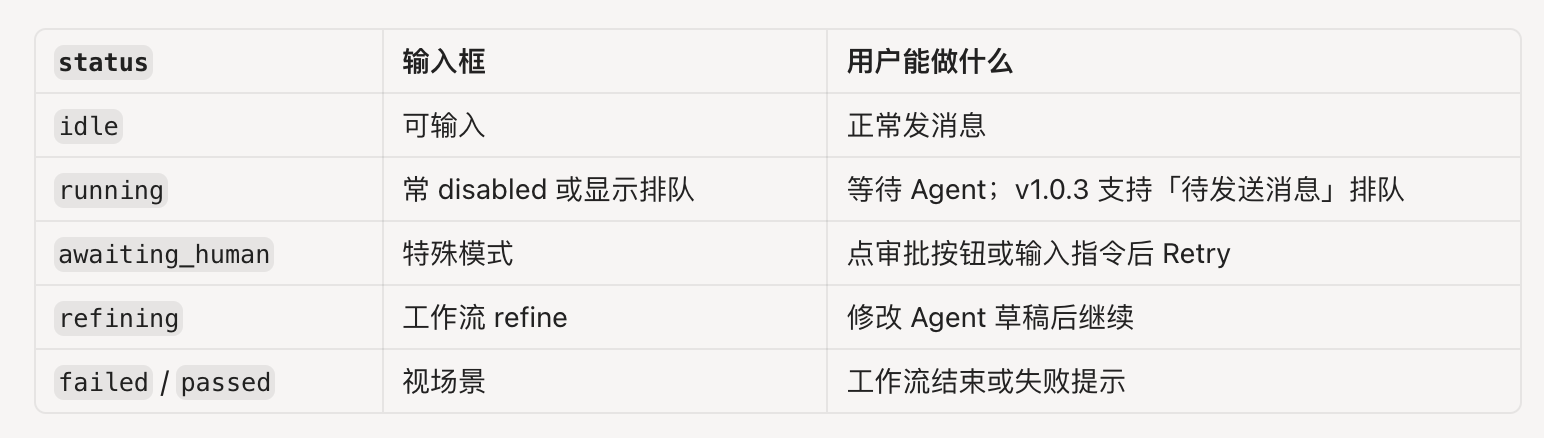 status 输入框 用户能做什么
idle 可输入 正常发消息
running 常 disabled 或显示排队 等待 Agent；v1.0.3 支持「待发送消息」排队
awaiting_human 特殊模式 点审批按钮或输入指令后 Retry
refining 工作流 refine 修改 Agent 草稿后继续
failed / passed 视场景 工作流结束或失败提示